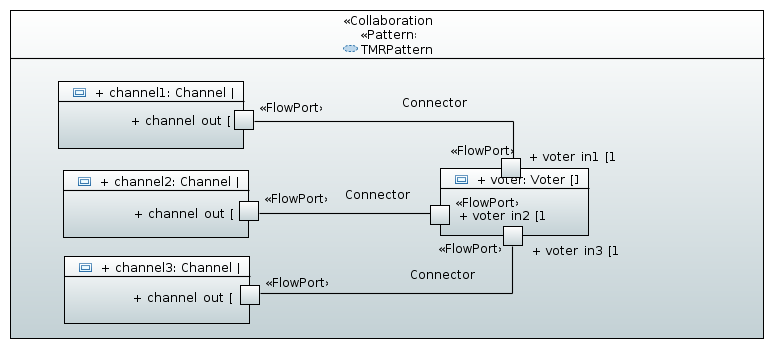 «Collaboration
«Pattern:
TMRPattern
+ channel1: Channel |
«FlowPort›
Connector
+ channel out [
«FlowPort›
+ voter in1 [1
+ channel2: Channel |
+ voter: Voter []
«FlowPort›
Connector
«FlowPort›
+ channel out [
+ voter in2 [1
«FlowPort›
+ voter in3 [1
+ channel3: Channel |
Connector
«FlowPort›
+ channel out [